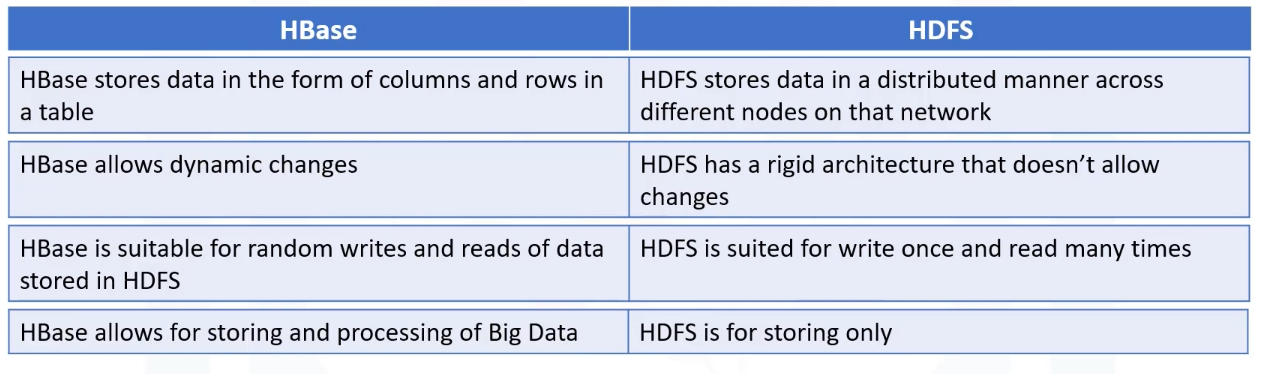 HBase
HDFS
HBase stores data in the form of columns and rows in
a table
HDFS stores data in a distributed manner across
different nodes on that network
HBase allows dynamic changes
HDFS has a rigid architecture that doesn’t allow
changes
HBase is suitable for random writes and reads of data
stored in HDFS
HDFS is suited for write once and read many times
HBase allows for storing and processing of Big Data
HDFS is for storing only